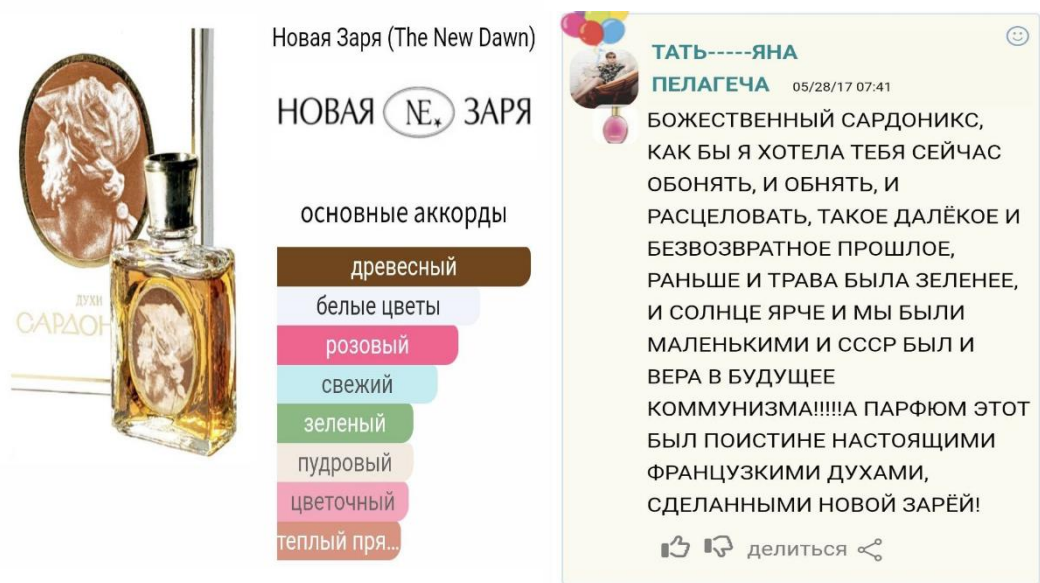 ДУХИ
САРДОН
Новая Заря (The New Dawn)
НОВАЯ NE ЗАРЯ
основные аккорды
древесный
белые цветы
розовый
свежий
зеленый
пудровый
цветочный
теплый пря...
ТАТЬ-----ЯНА
ПЕЛАГЕЧА 05/28/17 07:41
БОЖЕСТВЕННЫЙ САРДОНИКС,
КАК БЫ Я ХОТЕЛА ТЕБЯ СЕЙЧАС
ОБОНЯТЬ, И ОБНЯТЬ, И
РАСЦЕЛОВАТЬ, ТАКОЕ ДАЛЁКОЕ И
БЕЗВОЗВРАТНОЕ ПРОШЛОЕ,
РАНЬШЕ И ТРАВА БЫЛА ЗЕЛЕНЕЕ,
И СОЛНЦЕ ЯРЧЕ И МЫ БЫЛИ
МАЛЕНЬКИМИ И СССР БЫЛ И
ВЕРА В БУДУЩЕЕ
КОММУНИЗМА!!!!!А ПАРФЮМ ЭТОТ
БЫЛ ПОИСТИНЕ НАСТОЯЩИМИ
ФРАНЦУЗКИМИ ДУХАМИ,
СДЕЛАННЫМИ НОВОЙ ЗАРЁЙ!
делиться